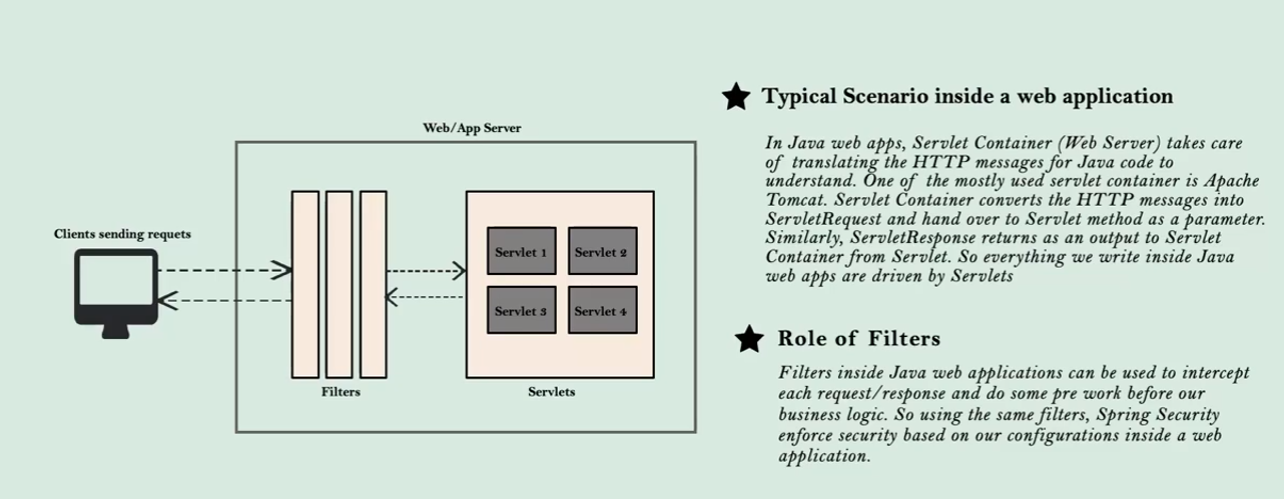 Typical Scenario inside a web application
In Java web apps, Servlet Container (Web Server) takes care
of translating the HTTP messages for Java code to
understand. One of the mostly used servlet container is Apache
Tomcat. Servlet Container converts the HTTP messages into
ServletRequest and hand over to Servlet method as a parameter.
Similarly, ServletResponse returns as an output to Servlet
Container from Servlet. So everything we write inside Java
web apps are driven by Servlets
Role of Filters
Filters inside Java web applications can be used to intercept
each request/response and do some pre work before our
business logic. So using the same filters, Spring Security
enforce security based on our configurations inside a web
application.
Web/App Server
Clients sending requets
Servlet 1
Servlet 2
Servlet 3
Servlet 4
Filters
Servlets